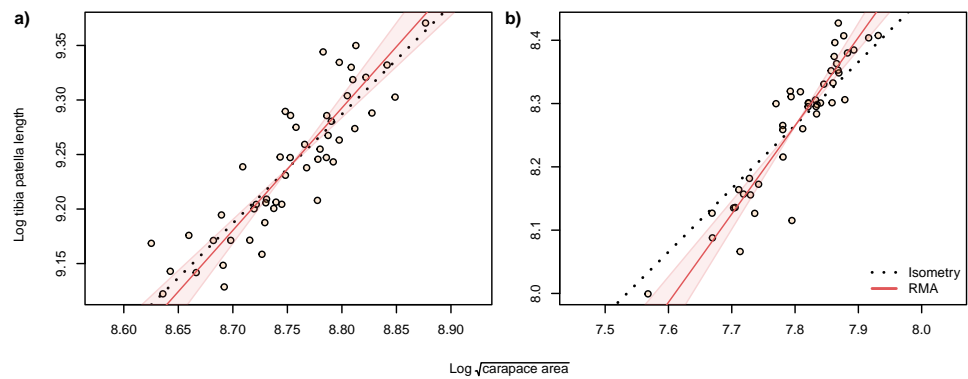 a)
b)
Log tibia patella length
9.35
9.30
9.25
9.20
9.15
8.60 8.65 8.70 8.75 8.80 8.85 8.90
8.4
8.3
8.2
8.1
8.0
7.5 7.6 7.7 7.8 7.9 8.0
Isometry
RMA
Log √carapace area